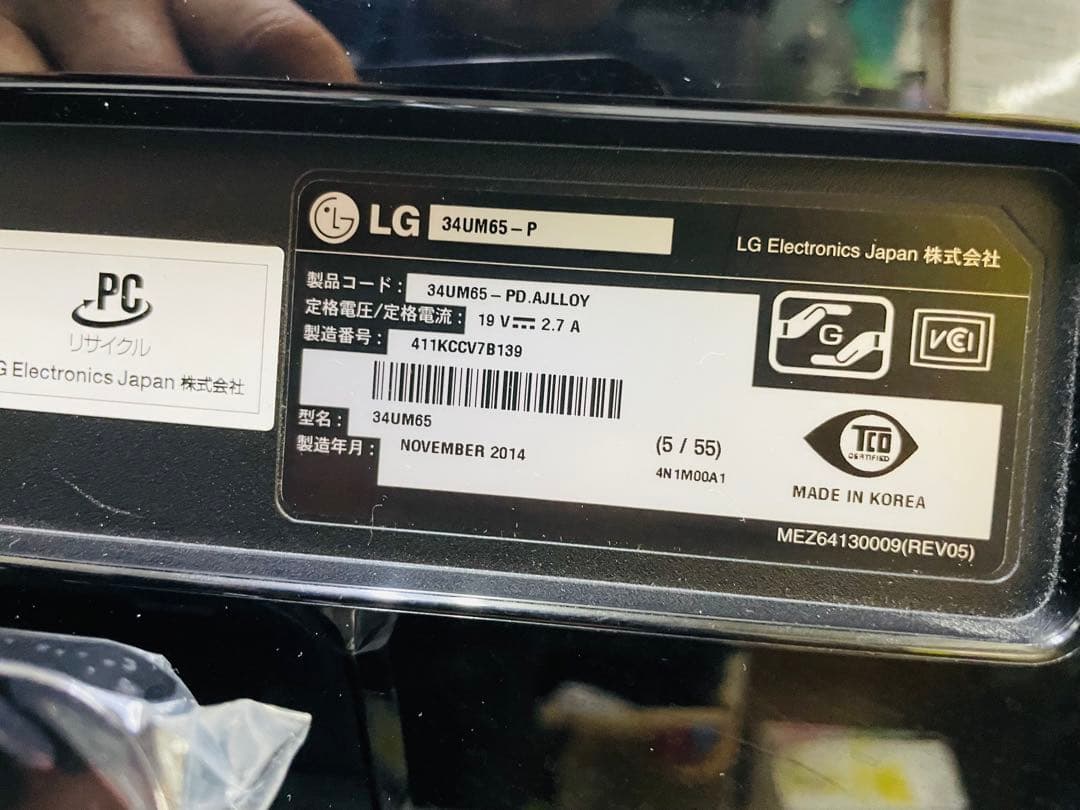 LG 34UM65-P
LG Electronics Japan 株式会社
製品コード: 34UM65-PD.AJLLOY
定格電圧/定格電流: 19 V⎓ 2.7 A
製造番号: 411KCCV7B139
型名: 34UM65
製造年月: NOVEMBER 2014
(5 / 55)
4N1M00A1
G
VCI
TCO
CERTIFIED
MADE IN KOREA
MEZ64130009(REV05)
PC
リサイクル
G Electronics Japan 株式会社